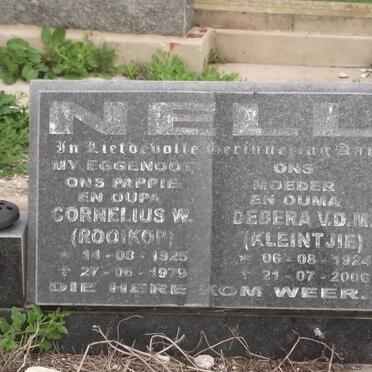 NELL
In Liefdevolle Herinnering Aan
MY EGGENOOT
ONS PAPPIE
EN OUPA
CORNELIUS W.
(ROOIKOP)
* 14-08-1925
† 27-06-1979
ONS
MOEDER
EN OUMA
DEBERA V.D.M.
(KLEINTJIE)
* 06-08-1924
† 21-07-2006
DIE HERE KOM WEER.